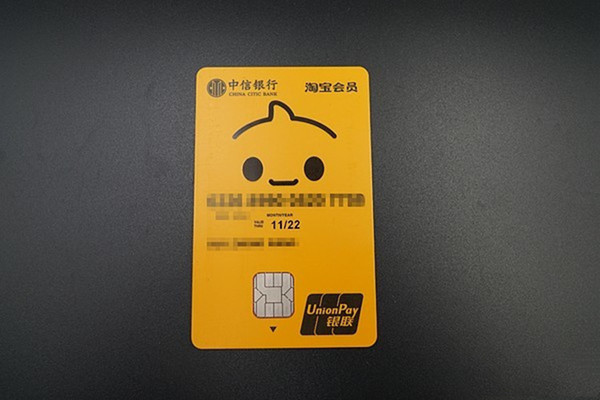 中信银行 淘宝会员
CHINA CITIC BANK
MONTH/YEAR
VALID THRU 11/22
UnionPay
银联